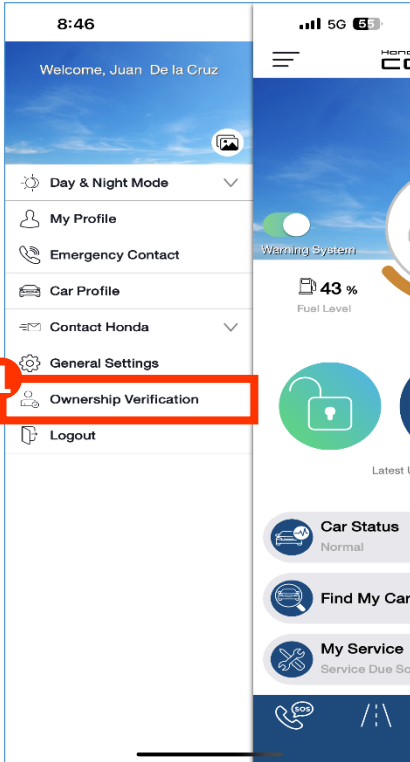 8:46
5G 55
Welcome, Juan De la Cruz
Day & Night Mode
My Profile
Emergency Contact
Car Profile
Contact Honda
General Settings
1
Ownership Verification
Logout
Warning System
43 %
Fuel Level
Latest
Car Status
Normal
Find My Car
My Service
Service Due
SOS